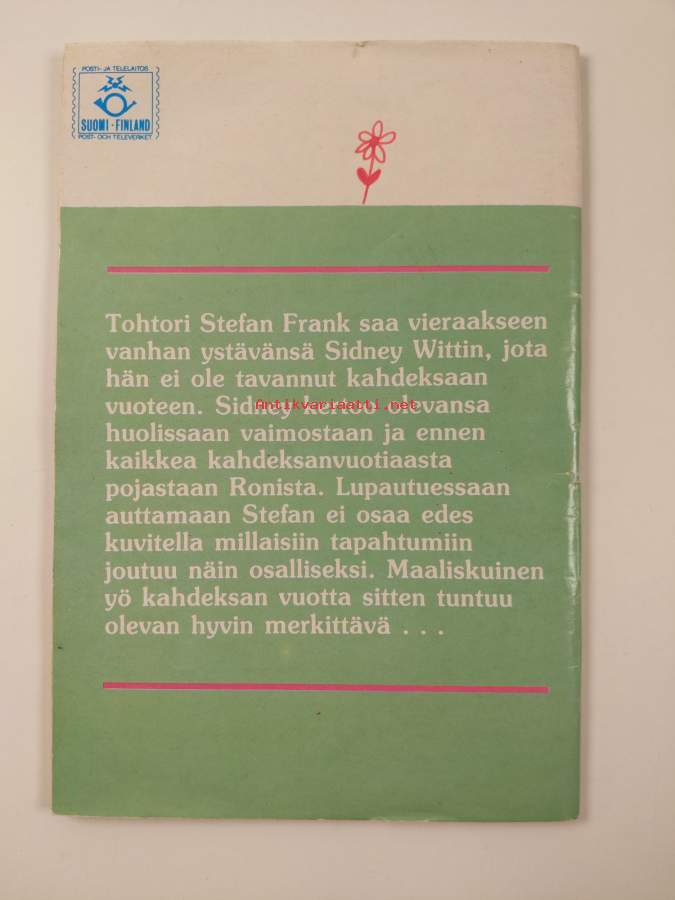 POSTI- JA TELELAITOS
SUOMI · FINLAND
POST- OCH TELEVERKET
Tohtori Stefan Frank saa vieraakseen
vanhan ystävänsä Sidney Wittin, jota
hän ei ole tavannut kahdeksaan
vuoteen. Sidney kertoo olevansa
Antikvariaatti.net
huolissaan vaimostaan ja ennen
kaikkea kahdeksanvuotiaasta
pojastaan Ronista. Lupautuessaan
auttamaan Stefan ei osaa edes
kuvitella millaisiin tapahtumiin
joutuu näin osalliseksi. Maaliskuinen
yö kahdeksan vuotta sitten tuntuu
olevan hyvin merkittävä . . .